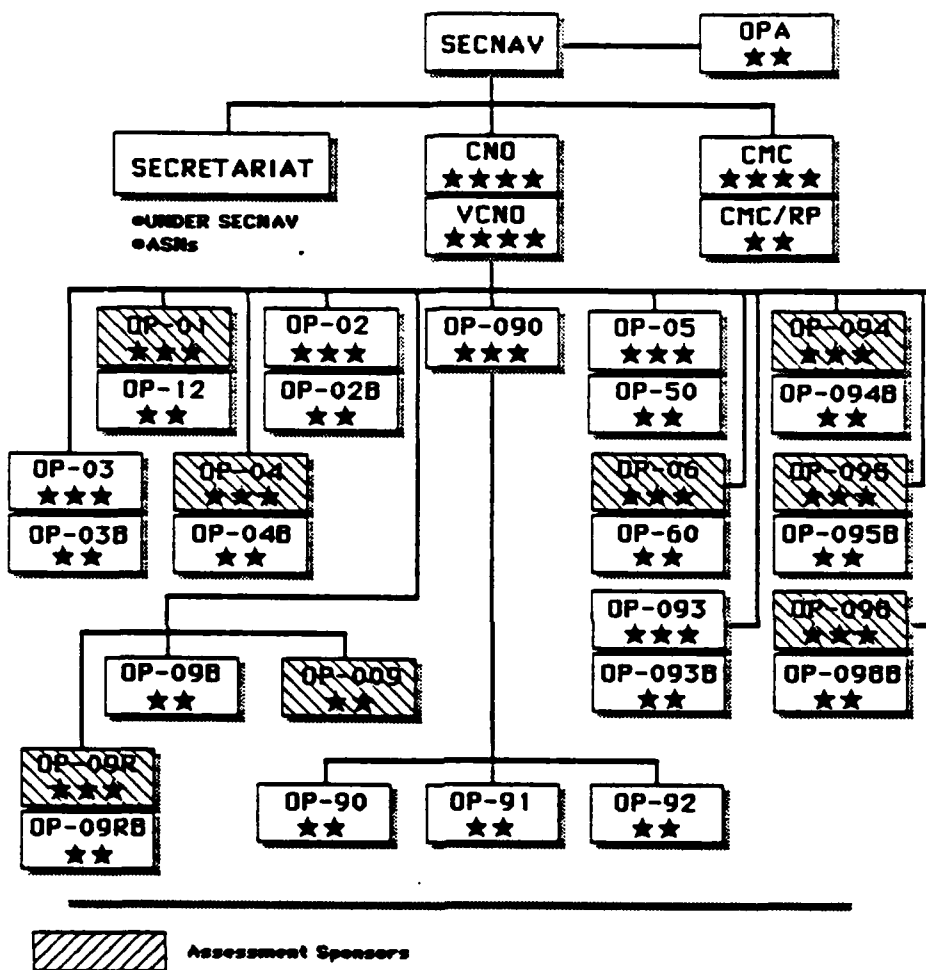 SECNAV
OPA
★★
SECRETARIAT
●UNDER SECNAV
●ASNs
CNO
★★★★
VCNO
★★★★
CMC
★★★★
CMC/RP
★★
OP-01
★★★
OP-12
★★
OP-02
★★★
OP-02B
★★
OP-090
★★★
OP-05
★★★
OP-50
★★
OP-094
★★★
OP-094B
★★
OP-03
★★★
OP-03B
★★
OP-04
★★★
OP-04B
★★
OP-06
★★★
OP-60
★★
OP-095
★★★
OP-095B
★★
OP-093
★★★
OP-093B
★★
OP-098
★★★
OP-098B
★★
OP-09B
★★
OP-009
★★
OP-09R
★★★
OP-09RB
★★
OP-90
★★
OP-91
★★
OP-92
★★
Assessment Sponsors